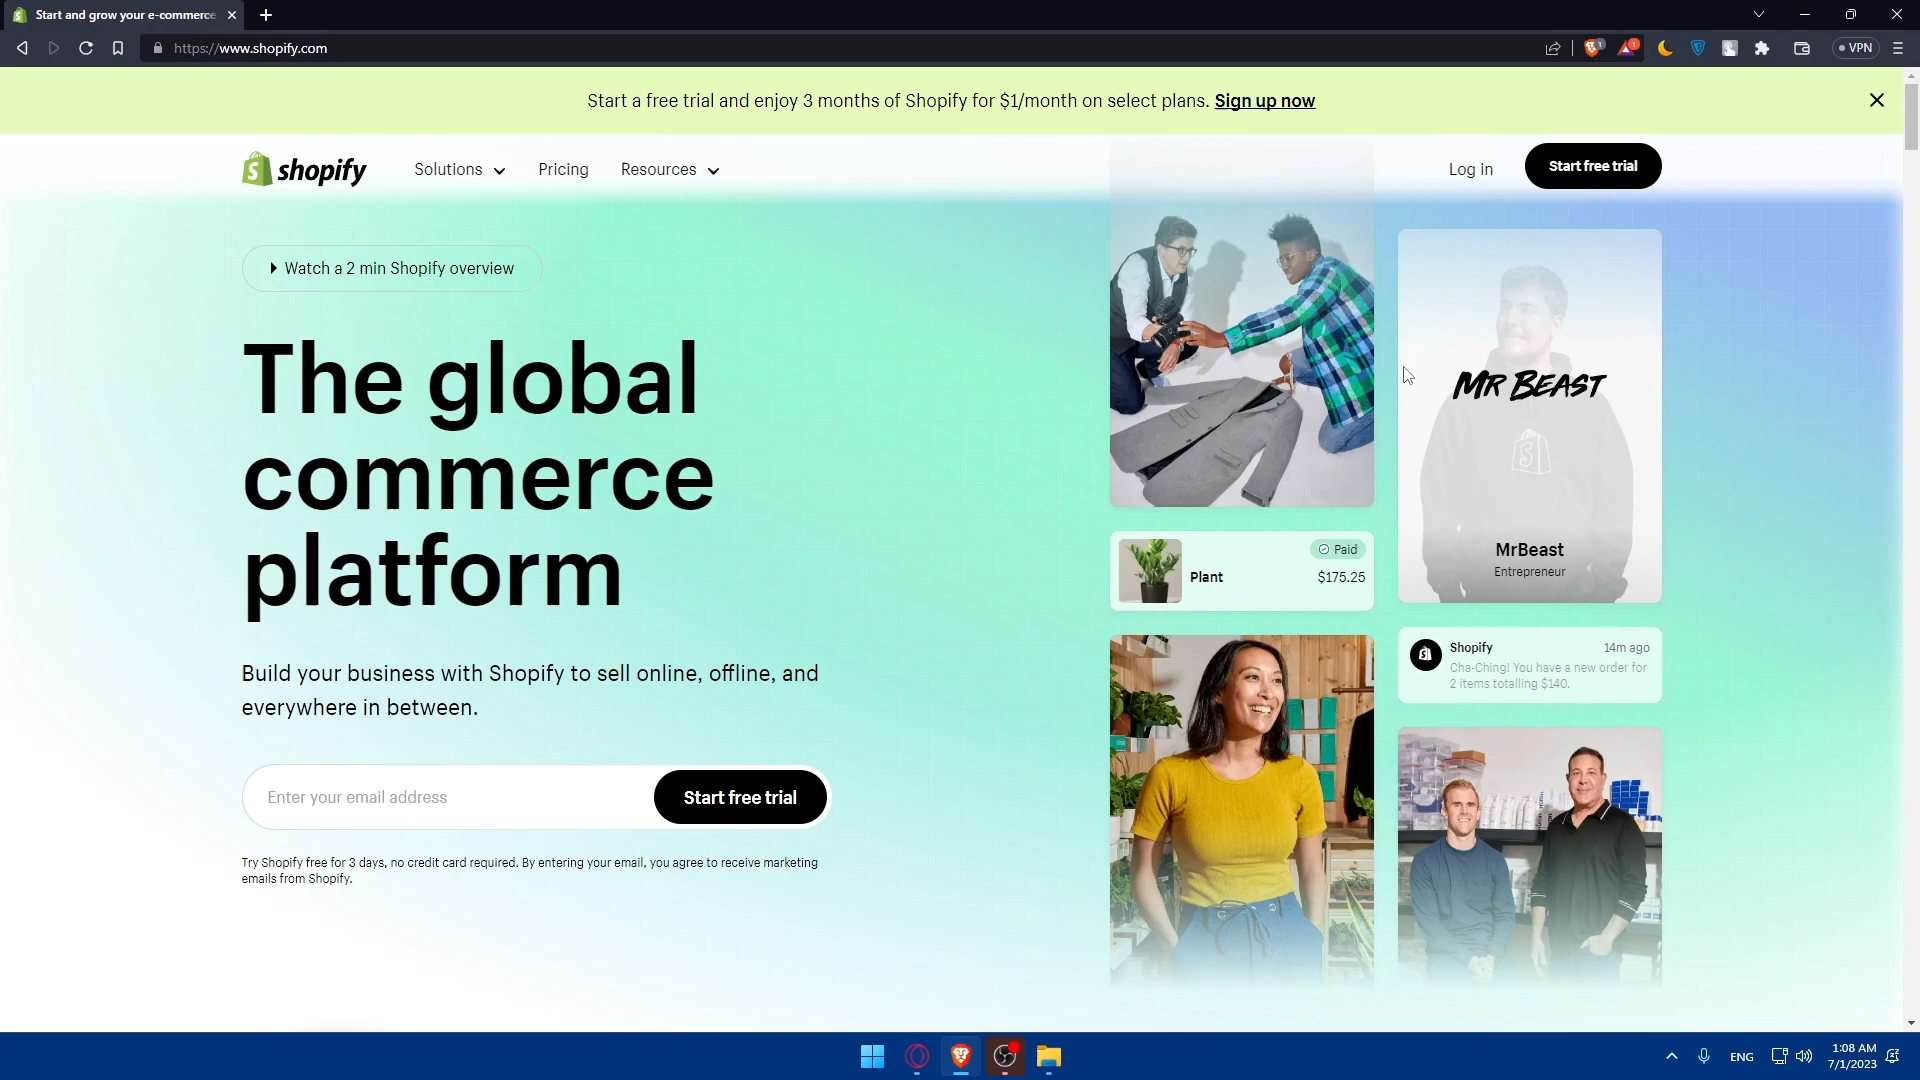 Start and grow your e-commerce
https://www.shopify.com
VPN
Start a free trial and enjoy 3 months of Shopify for $1/month on select plans. Sign up now
shopify
Solutions
Pricing
Resources
Log in
Start free trial
Watch a 2 min Shopify overview
The global
commerce
platform
Build your business with Shopify to sell online, offline, and
everywhere in between.
Enter your email address
Start free trial
Try Shopify free for 3 days, no credit card required. By entering your email, you agree to receive marketing
emails from Shopify.
Paid
Plant
$175.25
MR BEAST
MrBeast
Entrepreneur
Shopify
14m ago
Cha-Ching! You have a new order for
2 items totalling $140.
ENG
1:08 AM
7/1/2023